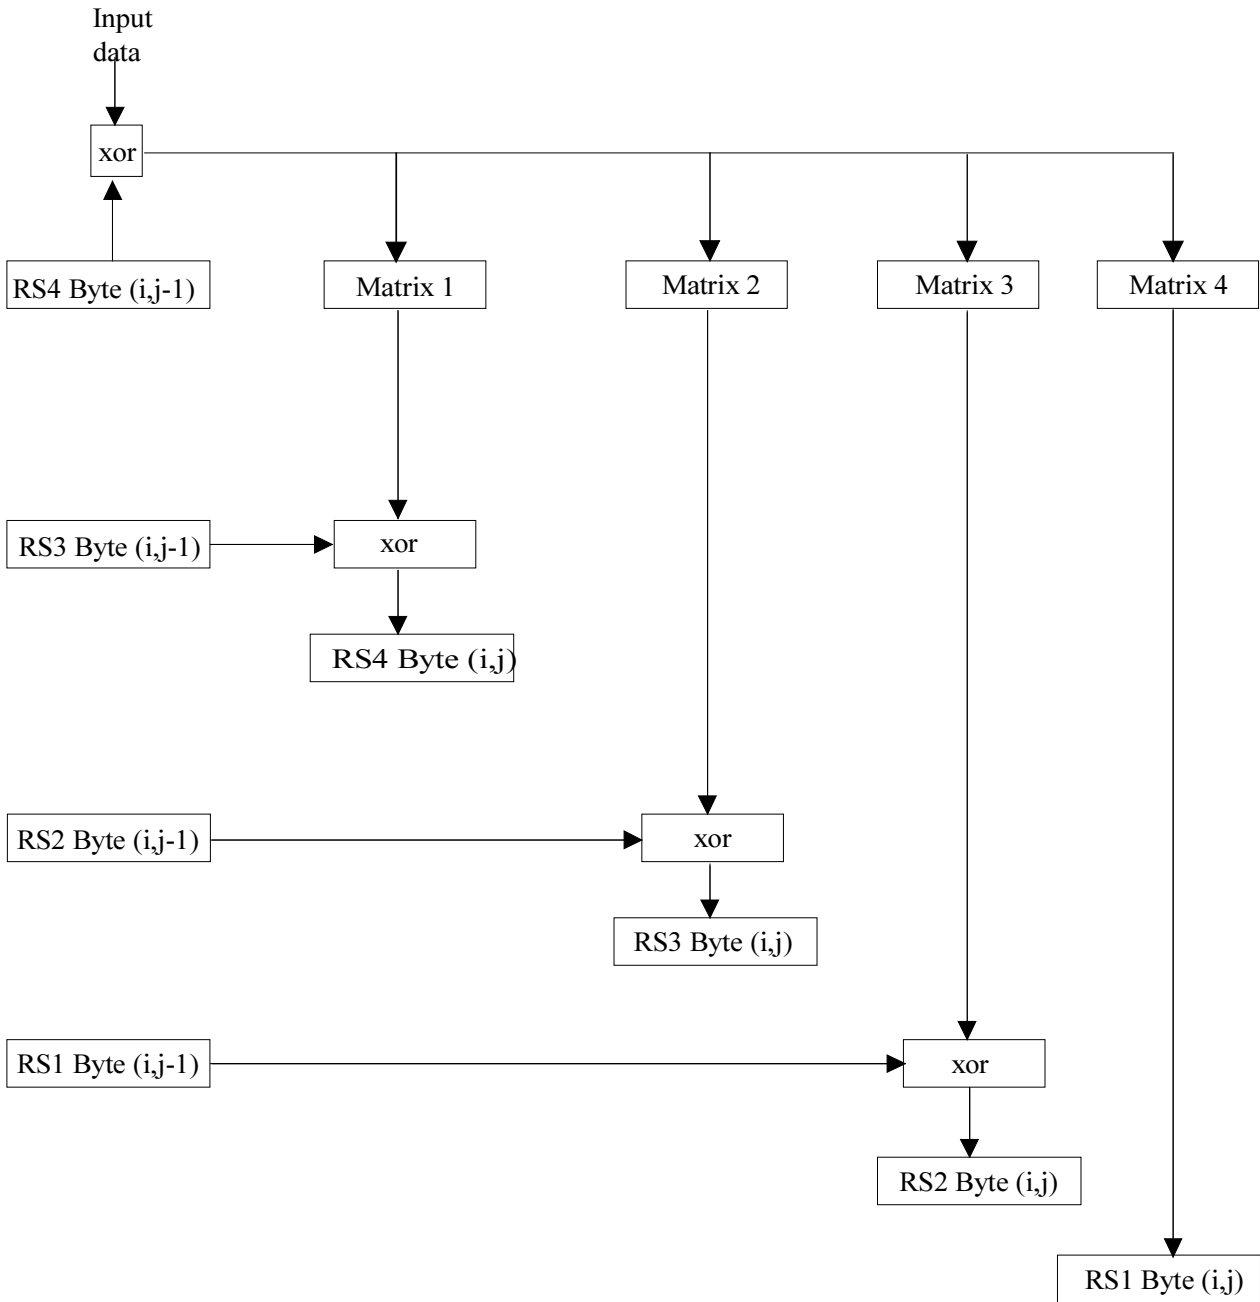 Input
data
xor
RS4 Byte (i,j-1)
Matrix 1
Matrix 2
Matrix 3
Matrix 4
RS3 Byte (i,j-1)
xor
RS4 Byte (i,j)
RS2 Byte (i,j-1)
xor
RS3 Byte (i,j)
RS1 Byte (i,j-1)
xor
RS2 Byte (i,j)
RS1 Byte (i,j)